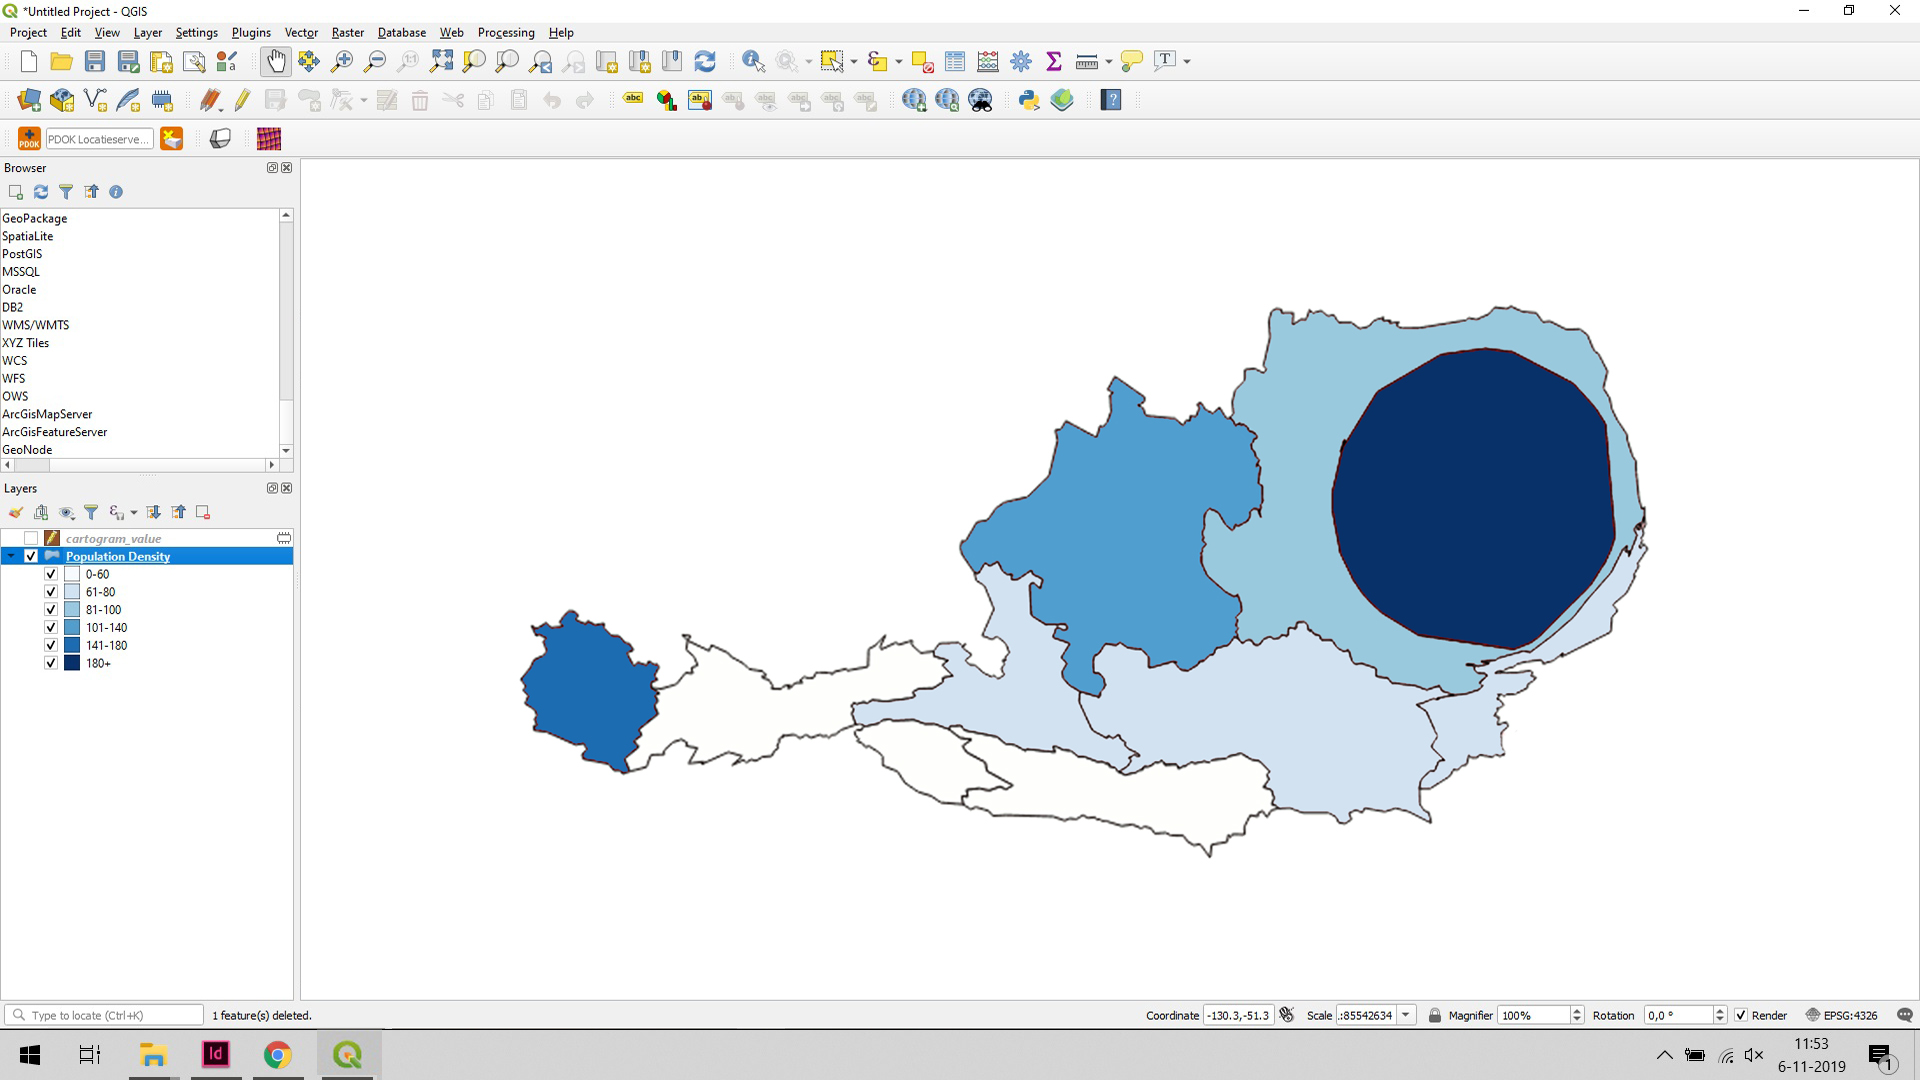 *Untitled Project - QGIS
Project Edit View Layer Settings Plugins Vector Raster Database Web Processing Help
abc
PDOK
PDOK Locatieserve...
Browser
GeoPackage
SpatiaLite
PostGIS
MSSQL
Oracle
DB2
WMS/WMTS
XYZ Tiles
WCS
WFS
OWS
ArcGisMapServer
ArcGisFeatureServer
GeoNode
Layers
cartogram_value
Population Density
0-60
61-80
81-100
101-140
141-180
180+
Type to locate (Ctrl+K) 1 feature(s) deleted. Coordinate -130.3,-51.3 Scale .:85542634 Magnifier 100% Rotation 0,0 ° Render EPSG:4326
Id
11:53
6-11-2019
1